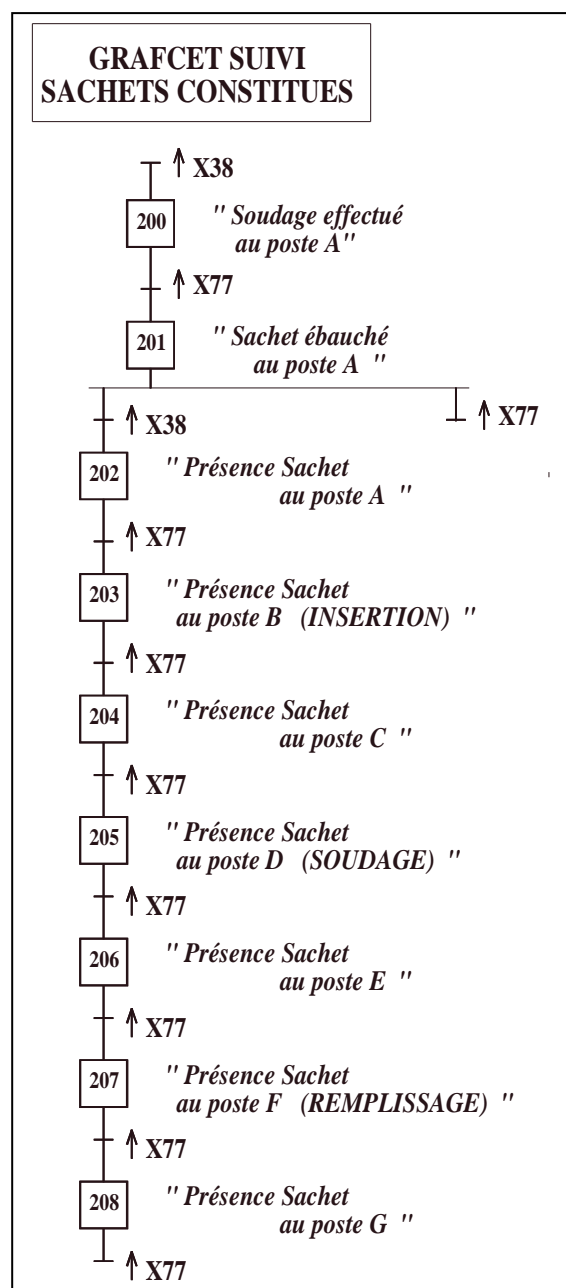 GRAFCET SUIVI
SACHETS CONSTITUES
↑ X38
200 " Soudage effectué
au poste A"
↑ X77
201 " Sachet ébauché
au poste A "
↑ X38
↑ X77
202 " Présence Sachet
au poste A "
↑ X77
203 " Présence Sachet
au poste B (INSERTION) "
↑ X77
204 " Présence Sachet
au poste C "
↑ X77
205 " Présence Sachet
au poste D (SOUDAGE) "
↑ X77
206 " Présence Sachet
au poste E "
↑ X77
207 " Présence Sachet
au poste F (REMPLISSAGE) "
↑ X77
208 " Présence Sachet
au poste G "
↑ X77